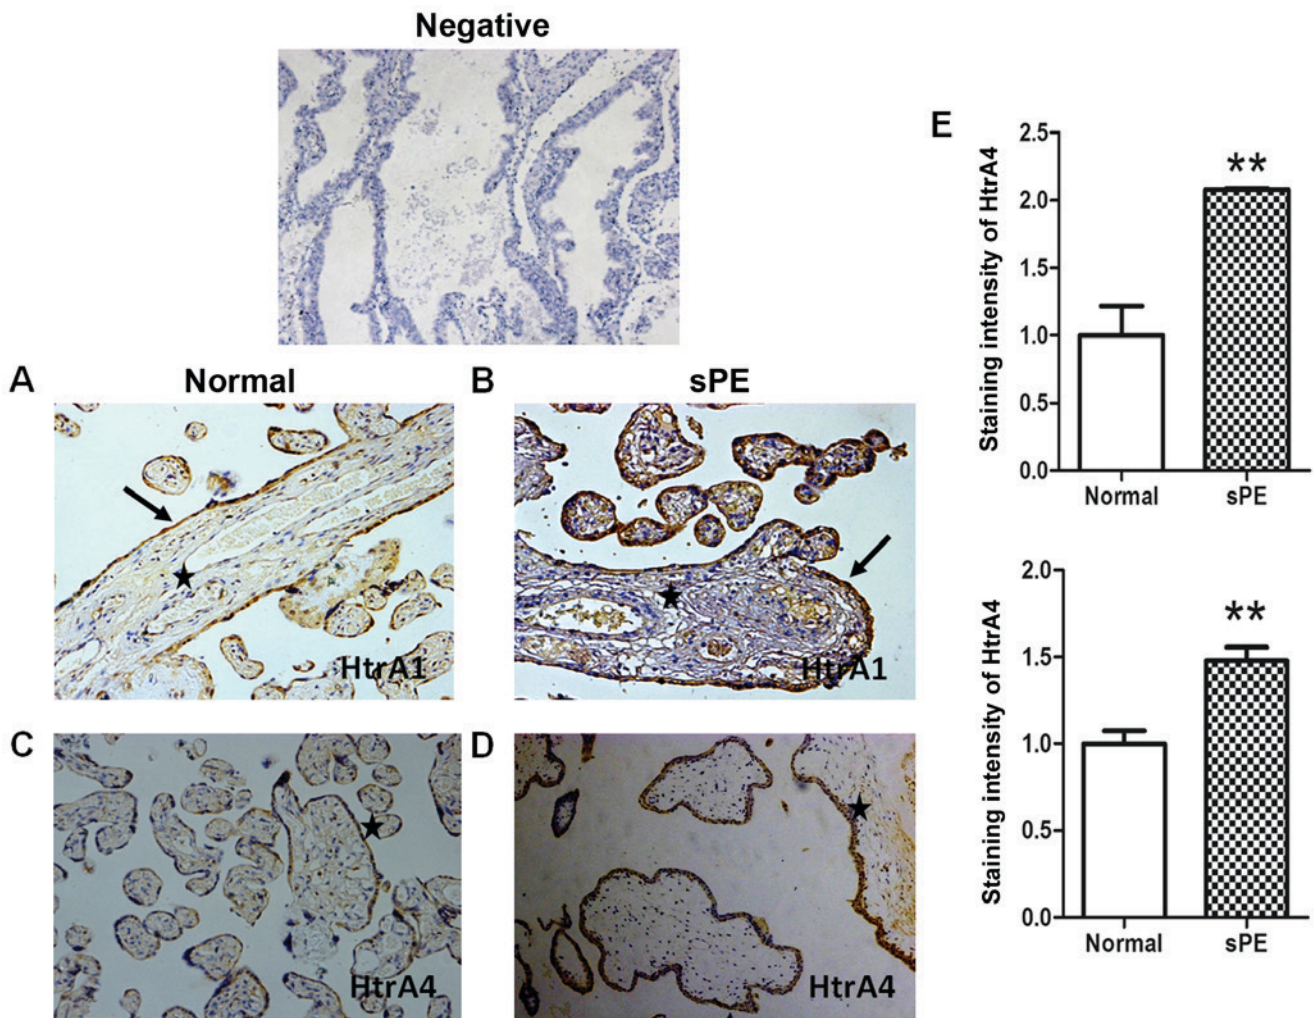 Negative
A
Normal
HtrA1
B
sPE
HtrA1
C
HtrA4
D
HtrA4
E
Staining intensity of HtrA4
2.5
2.0
1.5
1.0
0.5
0.0
**
Normal
sPE
Staining intensity of HtrA4
2.0
1.5
1.0
0.5
0.0
**
Normal
sPE